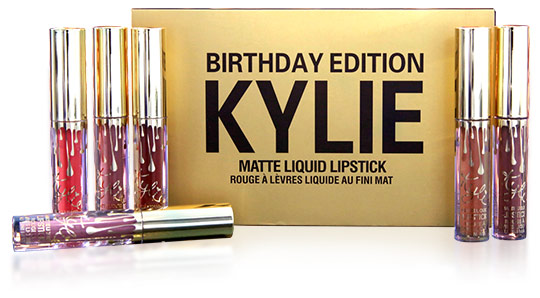 BIRTHDAY EDITION
KYLIE
MATTE LIQUID LIPSTICK
ROUGE À LÈVRES LIQUIDE AU FINI MAT